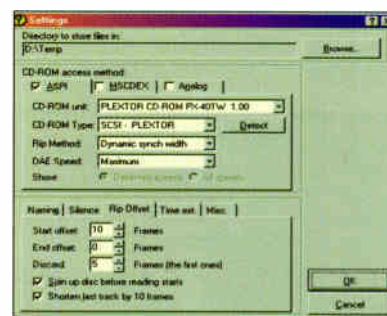 Settings
Directory to store files in:
D:\Temp
Browse...
CD-ROM access method
ASPI MSCDEX Analog
CD-ROM unit: PLEXTOR CD-ROM PX-40TW 1.00
CD-ROM Type: SCSI - PLEXTOR Detect
Rip Method: Dynamic synch width
DAE Speed: Maximum
Show:
Naming Silence Rip Offset Time est. Misc.
Start offset: 10 Frames
End offset: 0 Frames
Discard: 5 Frames (the first ones)
Spin up disc before reading starts
Shorten last track by 10 frames
OK
Cancel